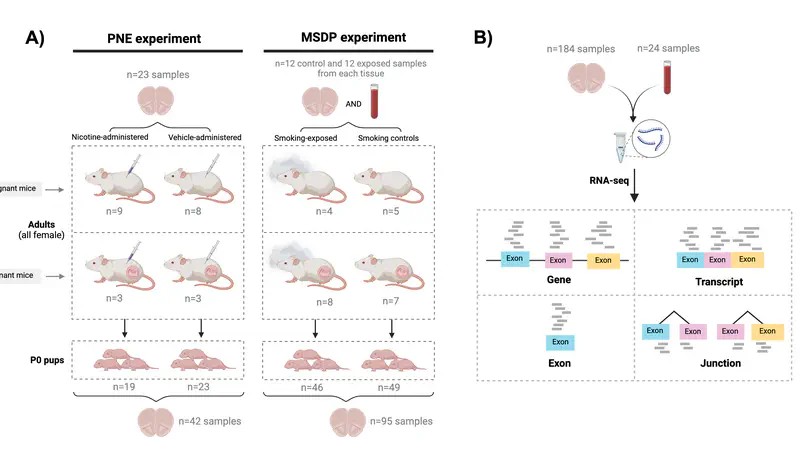 A)
PNE experiment
MSDP experiment
n=23 samples
n=12 control and 12 exposed samples
from each tissue
AND
Nicotine-administered
Vehicle-administered
Smoking-exposed
Smoking controls
gnant mice
n=9
n=8
n=4
n=5
Adults
(all female)
nant mice
n=3
n=3
n=8
n=7
P0 pups
n=19
n=23
n=46
n=49
n=42 samples
n=95 samples
B)
n=184 samples
n=24 samples
RNA-seq
Exon
Exon
Exon
Gene
Exon
Exon
Exon
Transcript
Exon
Exon
Exon
Exon
Exon
Exon
Junction